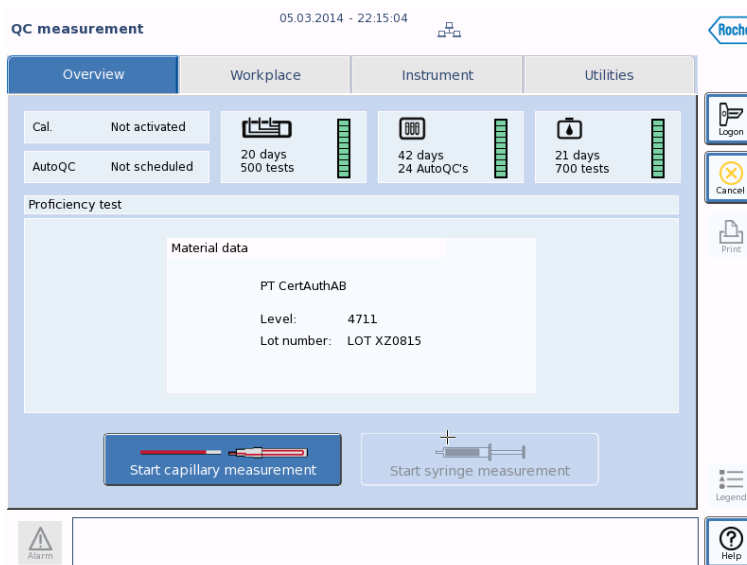 QC measurement
05.03.2014 - 22:15:04
Overview
Workplace
Instrument
Utilities
Cal. Not activated
AutoQC Not scheduled
20 days
500 tests
42 days
24 AutoQC's
21 days
700 tests
Proficiency test
Material data
PT CertAuthAB
Level: 4711
Lot number: LOT XZ0815
Start capillary measurement
Start syringe measurement
Alarm
Roche
Logon
Cancel
Print
Legend
Help